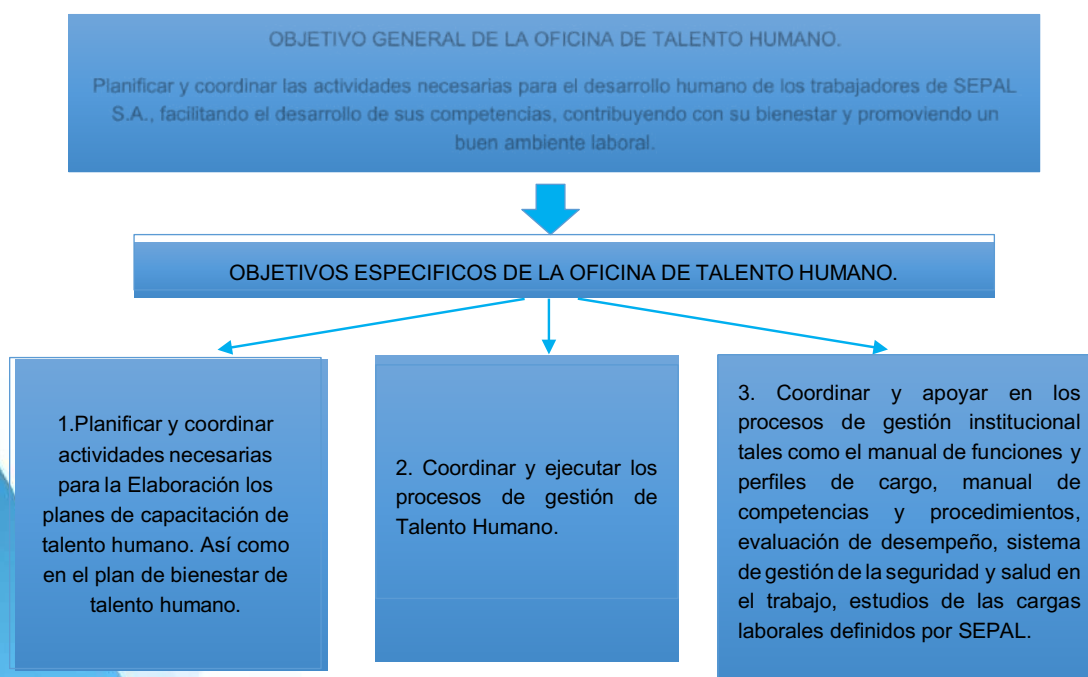 OBJETIVO GENERAL DE LA OFICINA DE TALENTO HUMANO.
Planificar y coordinar las actividades necesarias para el desarrollo humano de los trabajadores de SEPAL
S.A., facilitando el desarrollo de sus competencias, contribuyendo con su bienestar y promoviendo un
buen ambiente laboral.
OBJETIVOS ESPECIFICOS DE LA OFICINA DE TALENTO HUMANO.
1.Planificar y coordinar
actividades necesarias
para la Elaboración los
planes de capacitación de
talento humano. Así como
en el plan de bienestar de
talento humano.
2. Coordinar y ejecutar los
procesos de gestión de
Talento Humano.
3. Coordinar y apoyar en los
procesos de gestión institucional
tales como el manual de funciones y
perfiles de cargo, manual de
competencias y procedimientos,
evaluación de desempeño, sistema
de gestión de la seguridad y salud en
el trabajo, estudios de las cargas
laborales definidos por SEPAL.